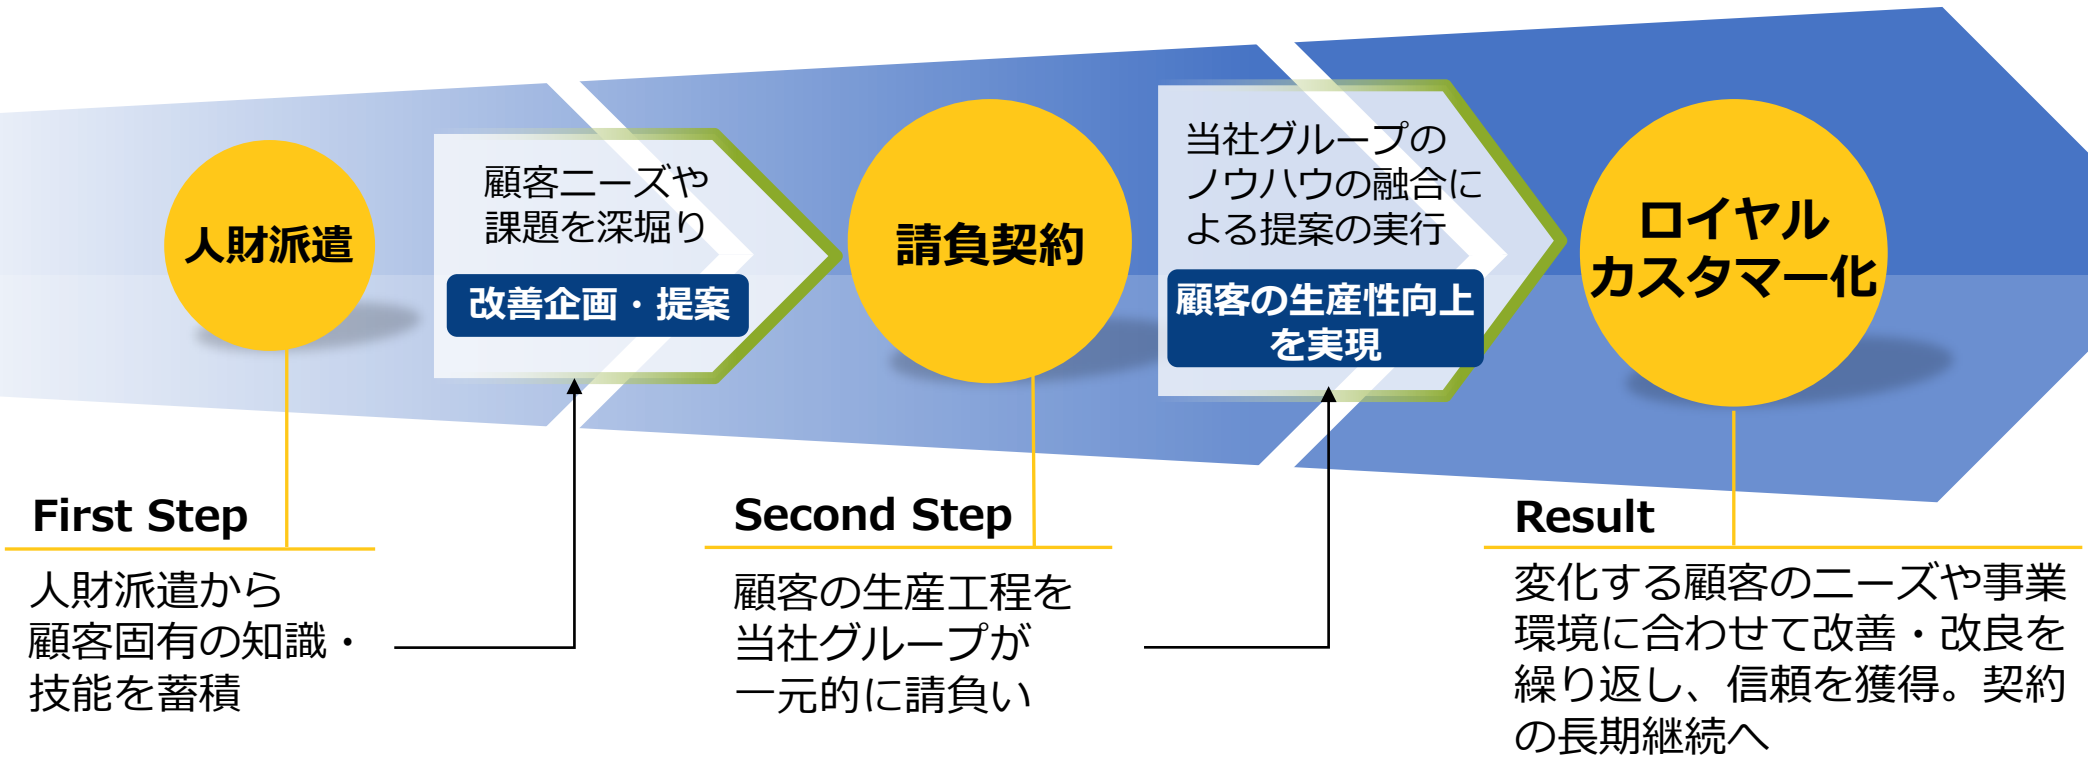 人財派遣
顧客ニーズや
課題を深堀り
改善企画・提案
請負契約
当社グループの
ノウハウの融合に
よる提案の実行
顧客の生産性向上
を実現
ロイヤル
カスタマー化
First Step
人財派遣から
顧客固有の知識・
技能を蓄積
Second Step
顧客の生産工程を
当社グループが
一元的に請負い
Result
変化する顧客のニーズや事業
環境に合わせて改善・改良を
繰り返し、信頼を獲得。契約
の長期継続へ